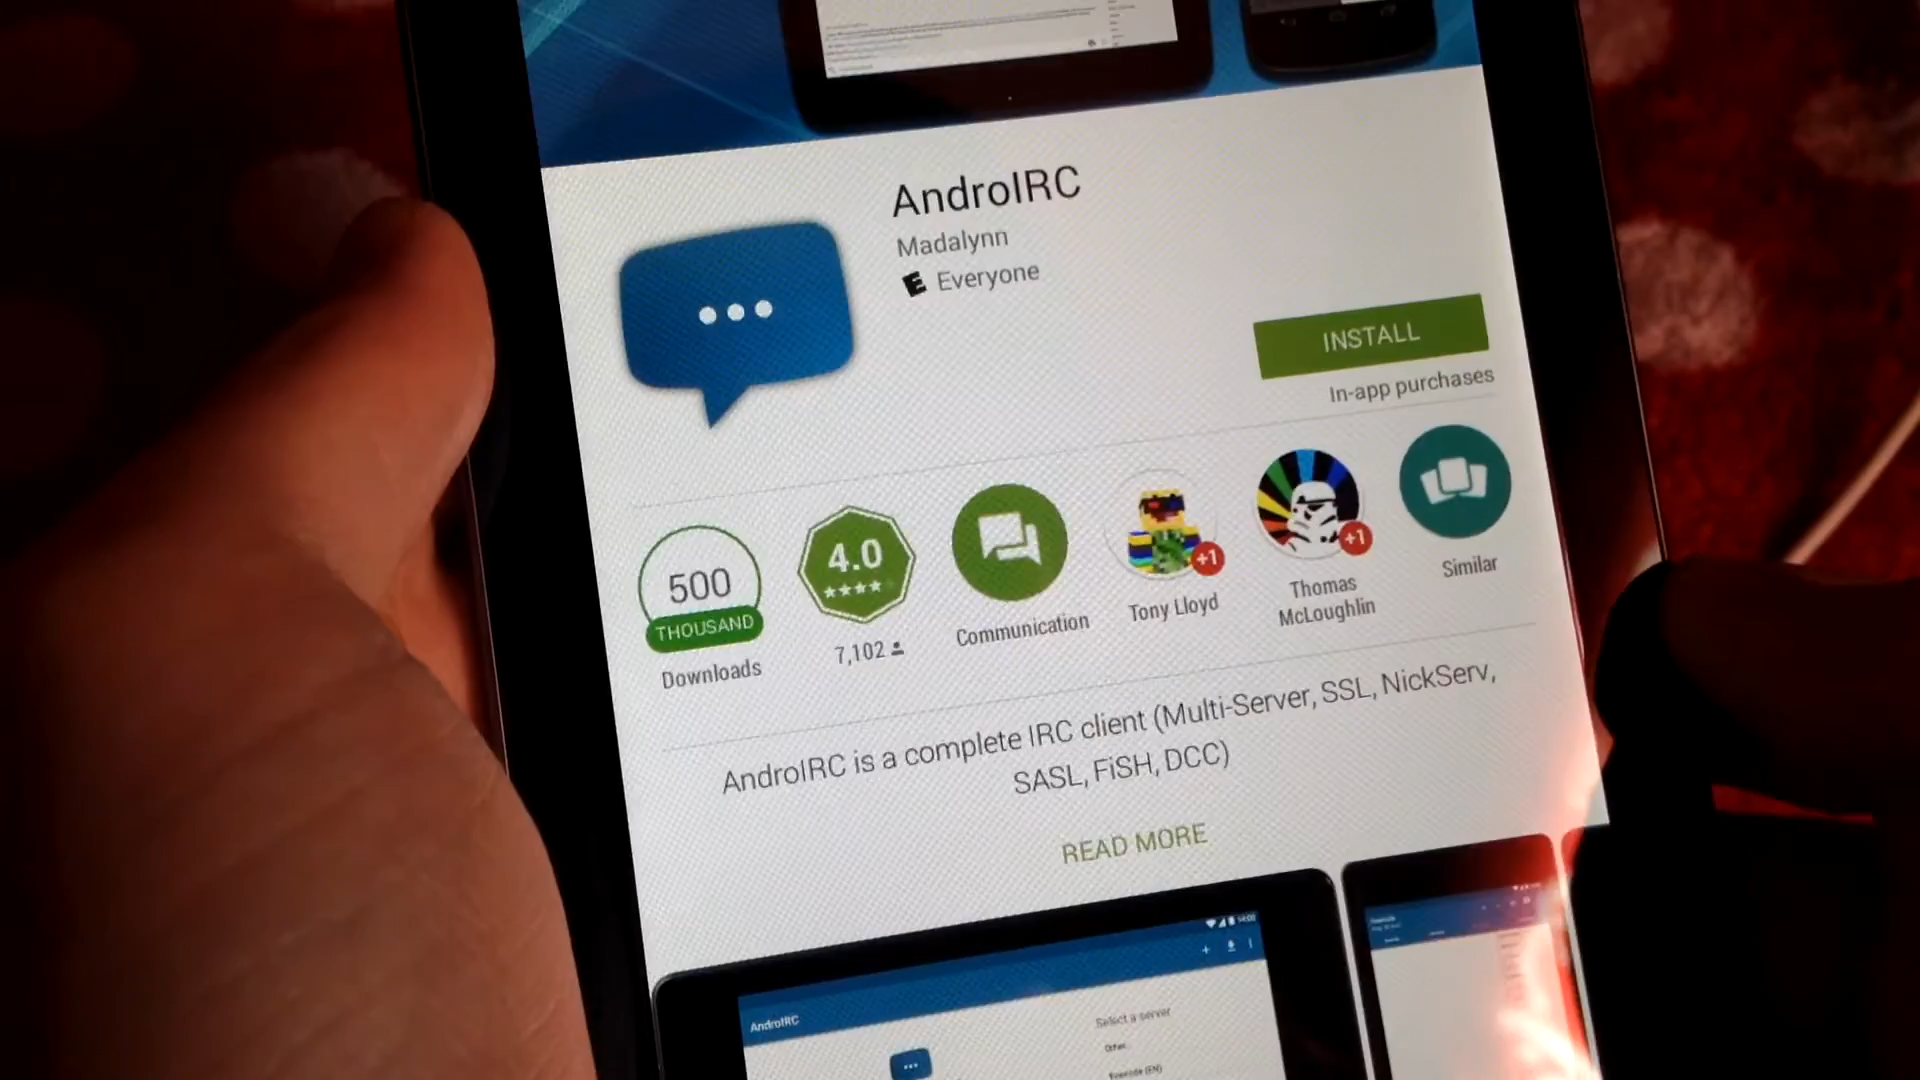 AndroIRC
Madalynn
E Everyone
INSTALL
In-app purchases
500
THOUSAND
Downloads
4.0
7,102
Communication
+1
Tony Lloyd
+1
Thomas
McLoughlin
Similar
AndroIRC is a complete IRC client (Multi-Server, SSL, NickServ,
SASL, FiSH, DCC)
READ MORE
AndroIRC
Select a server
Other